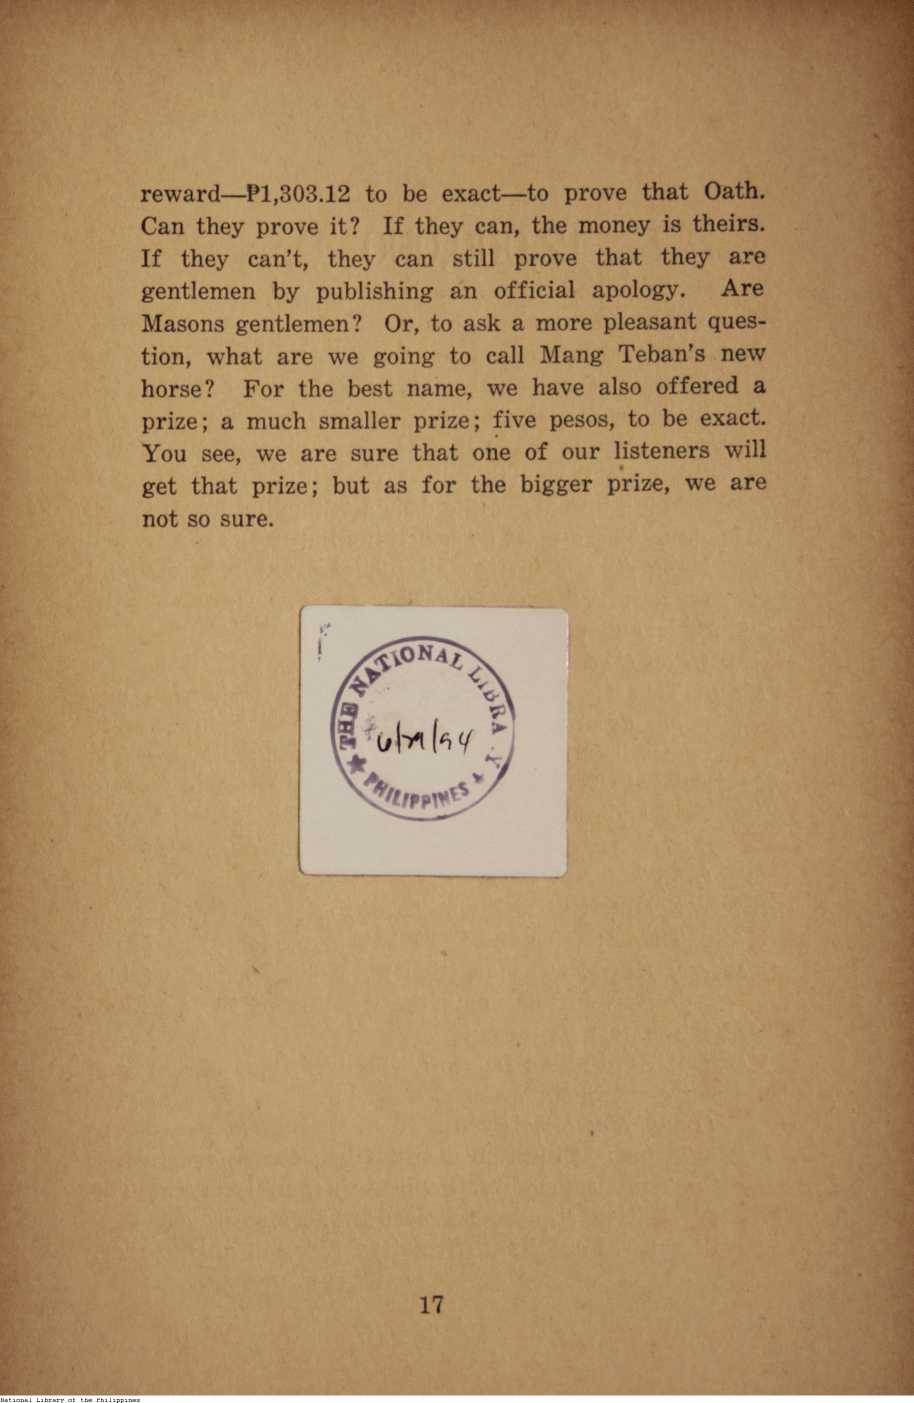 reward—₱1,303.12 to be exact—to prove that Oath.
Can they prove it? If they can, the money is theirs.
If they can't, they can still prove that they are
gentlemen by publishing an official apology. Are
Masons gentlemen? Or, to ask a more pleasant ques-
tion, what are we going to call Mang Teban's new
horse? For the best name, we have also offered a
prize; a much smaller prize; five pesos, to be exact.
You see, we are sure that one of our listeners will
get that prize; but as for the bigger prize, we are
not so sure.
THE NATIONAL LIBRA Y
6/29/94
★ PHILIPPINES ★
17
National Library of the Philippines